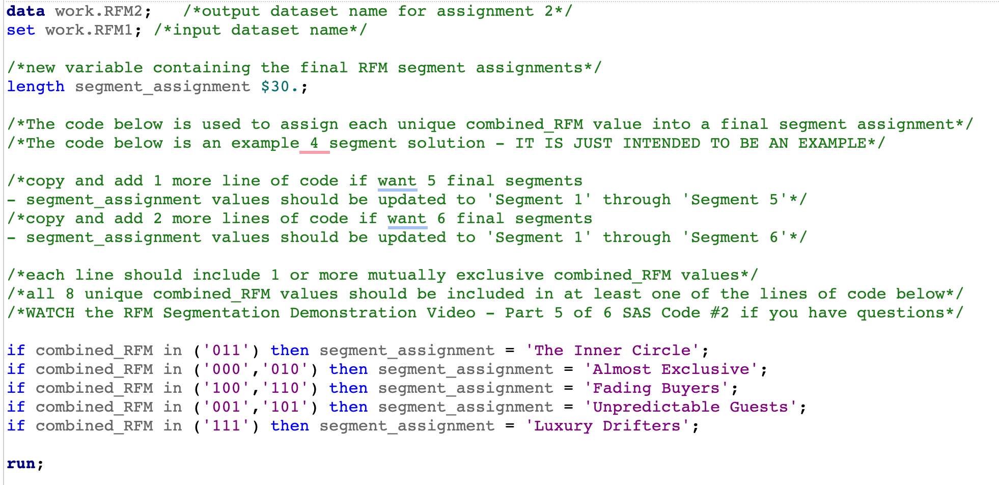 data work.RFM2;   /*output dataset name for assignment 2*/
set work.RFM1; /*input dataset name*/
/*new variable containing the final RFM segment assignments*/
length segment_assignment $30.;
/*The code below is used to assign each unique combined_RFM value into a final segment assignment*/
/*The code below is an example 4 segment solution – IT IS JUST INTENDED TO BE AN EXAMPLE*/
/*copy and add 1 more line of code if want 5 final segments
– segment_assignment values should be updated to 'Segment 1' through 'Segment 5'*/
/*copy and add 2 more lines of code if want 6 final segments
– segment_assignment values should be updated to 'Segment 1' through 'Segment 6'*/
/*each line should include 1 or more mutually exclusive combined_RFM values*/
/*all 8 unique combined_RFM values should be included in at least one of the lines of code below*/
/*WATCH the RFM Segmentation Demonstration Video – Part 5 of 6 SAS Code #2 if you have questions*/
if combined_RFM in ('011') then segment_assignment = 'The Inner Circle';
if combined_RFM in ('000','010') then segment_assignment = 'Almost Exclusive';
if combined_RFM in ('100','110') then segment_assignment = 'Fading Buyers';
if combined_RFM in ('001','101') then segment_assignment = 'Unpredictable Guests';
if combined_RFM in ('111') then segment_assignment = 'Luxury Drifters';
run;